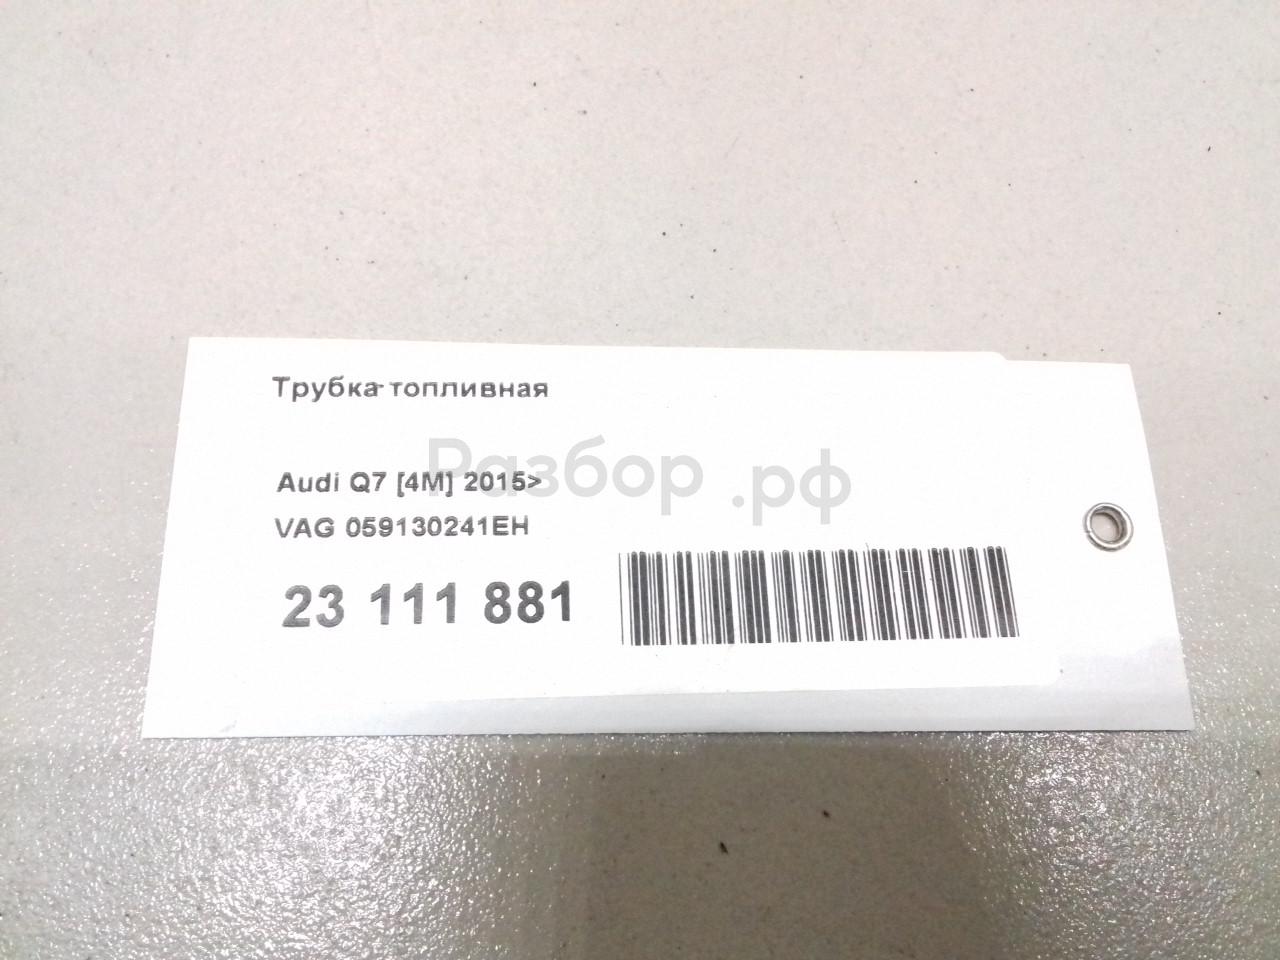 Трубка топливная
Разбор.рф
Audi Q7 [4M] 2015>
VAG 059130241EH
23 111 881